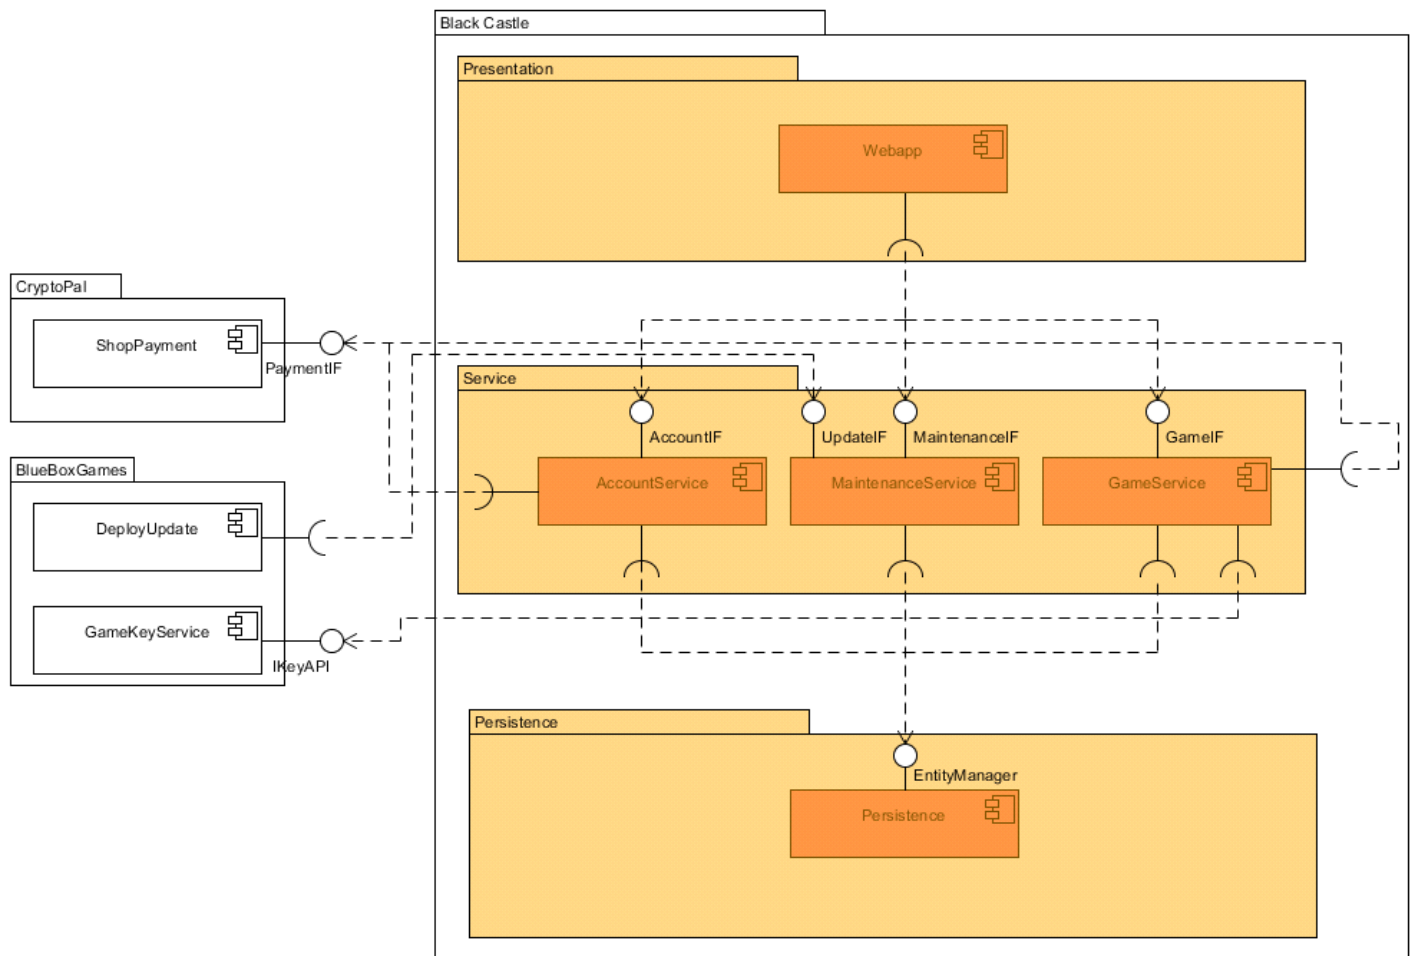 Black Castle
Presentation
Webapp
CryptoPal
ShopPayment
PaymentIF
Service
AccountIF
UpdateIF
MaintenanceIF
GameIF
AccountService
MaintenanceService
GameService
BlueBoxGames
DeployUpdate
GameKeyService
IKeyAPI
Persistence
EntityManager
Persistence